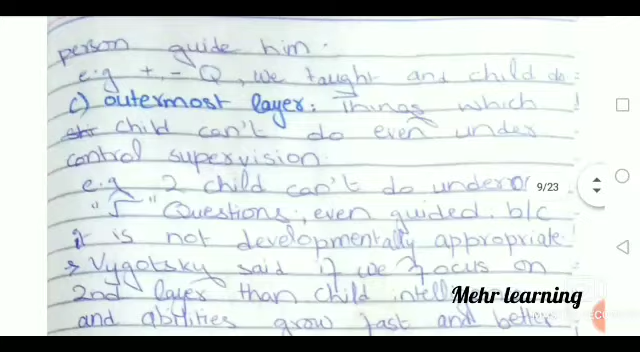 person guide him.
e.g +, - Q, we taught and child do
c) outermost layer: Things which
child can't do even under
control supervision.
e.g 2 child can't do under
"√" Questions, even guided. b/c
it is not developmentally appropriate.
Vygotsky said if we focus on
2nd layer than child
and abilities grow fast and better
9/23
Mehr learning